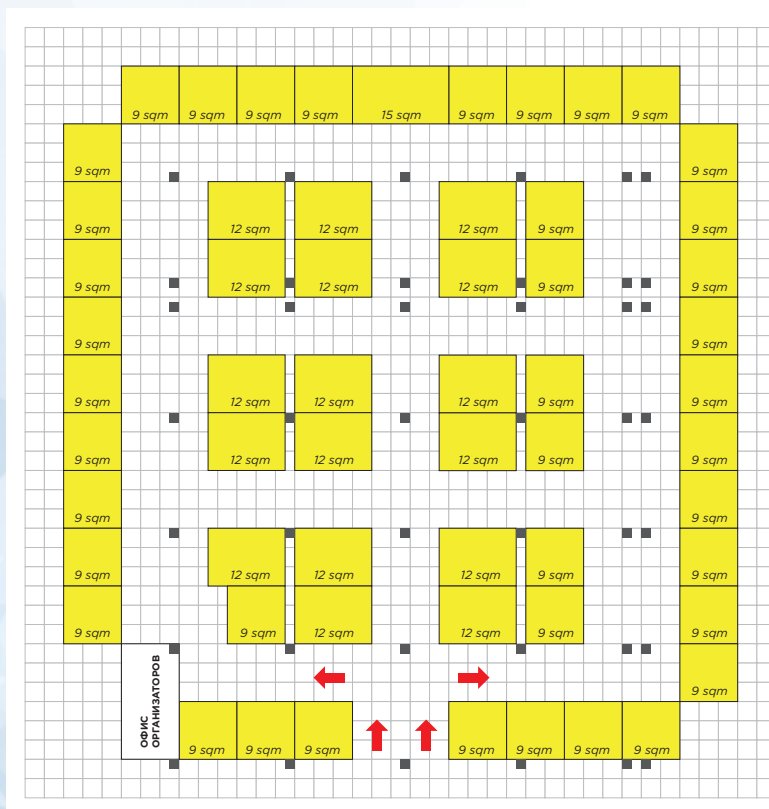 9 sqm 9 sqm 9 sqm 9 sqm 15 sqm 9 sqm 9 sqm 9 sqm 9 sqm
9 sqm 9 sqm
9 sqm 12 sqm 12 sqm 12 sqm 9 sqm 9 sqm
9 sqm 12 sqm 12 sqm 12 sqm 9 sqm 9 sqm
9 sqm 9 sqm
9 sqm 12 sqm 12 sqm 12 sqm 9 sqm 9 sqm
9 sqm 12 sqm 12 sqm 12 sqm 9 sqm 9 sqm
9 sqm 9 sqm
9 sqm 12 sqm 12 sqm 12 sqm 9 sqm 9 sqm
9 sqm 9 sqm 12 sqm 12 sqm 9 sqm 9 sqm
9 sqm
ОФИС
ОРГАНИЗАТОРОВ
9 sqm 9 sqm 9 sqm 9 sqm 9 sqm 9 sqm 9 sqm